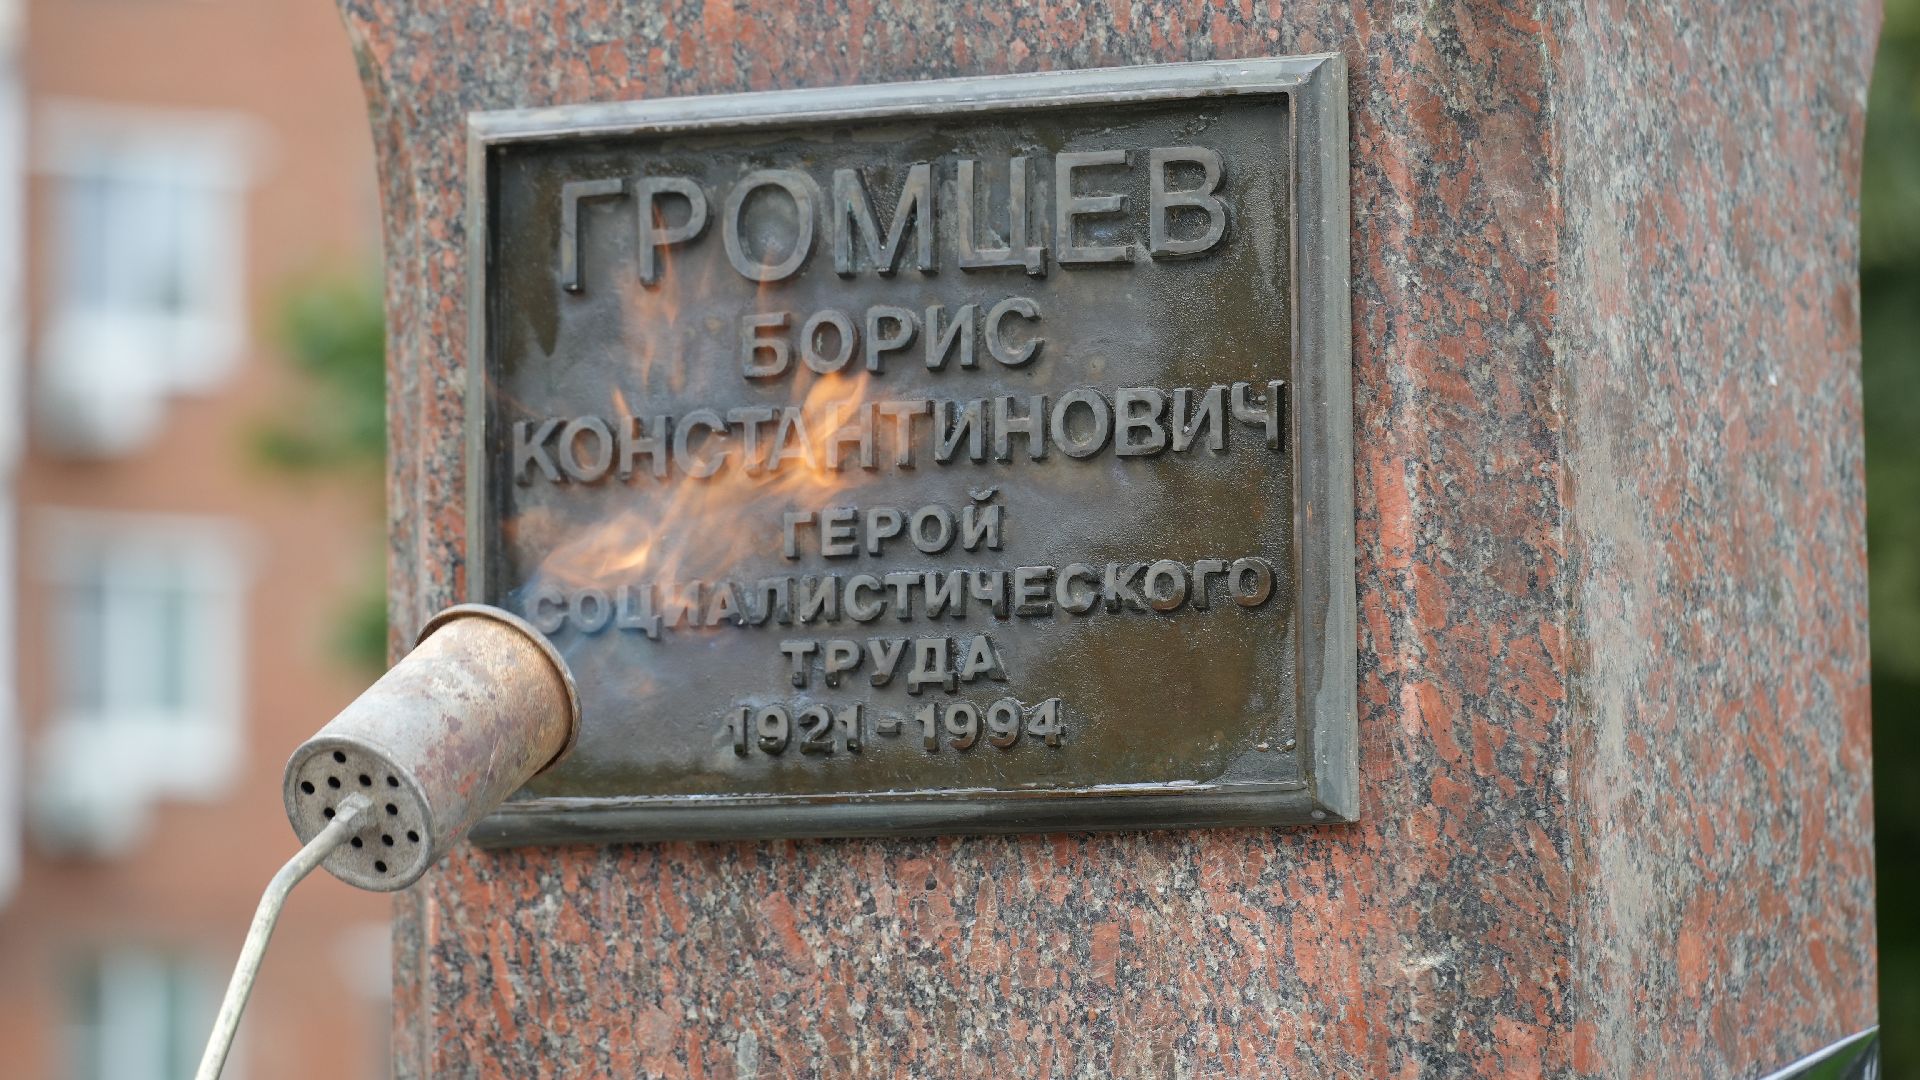 ГРОМЦЕВ
БОРИС
КОНСТАНТИНОВИЧ
ГЕРОЙ
СОЦИАЛИСТИЧЕСКОГО
ТРУДА
1921-1994